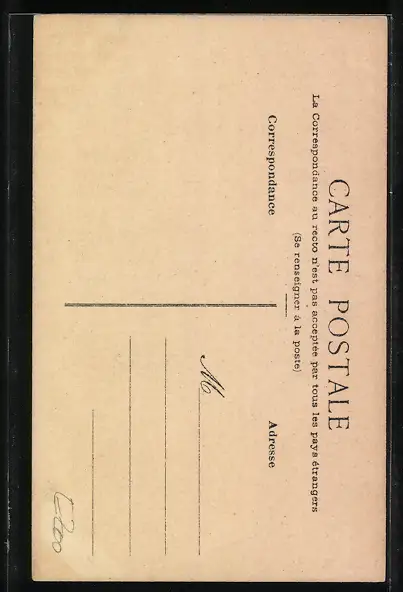 CARTE POSTALE
La Correspondance au recto n'est pas acceptée par tous les pays étrangers
(Se renseigner à la poste)
Correspondance
Adresse
M